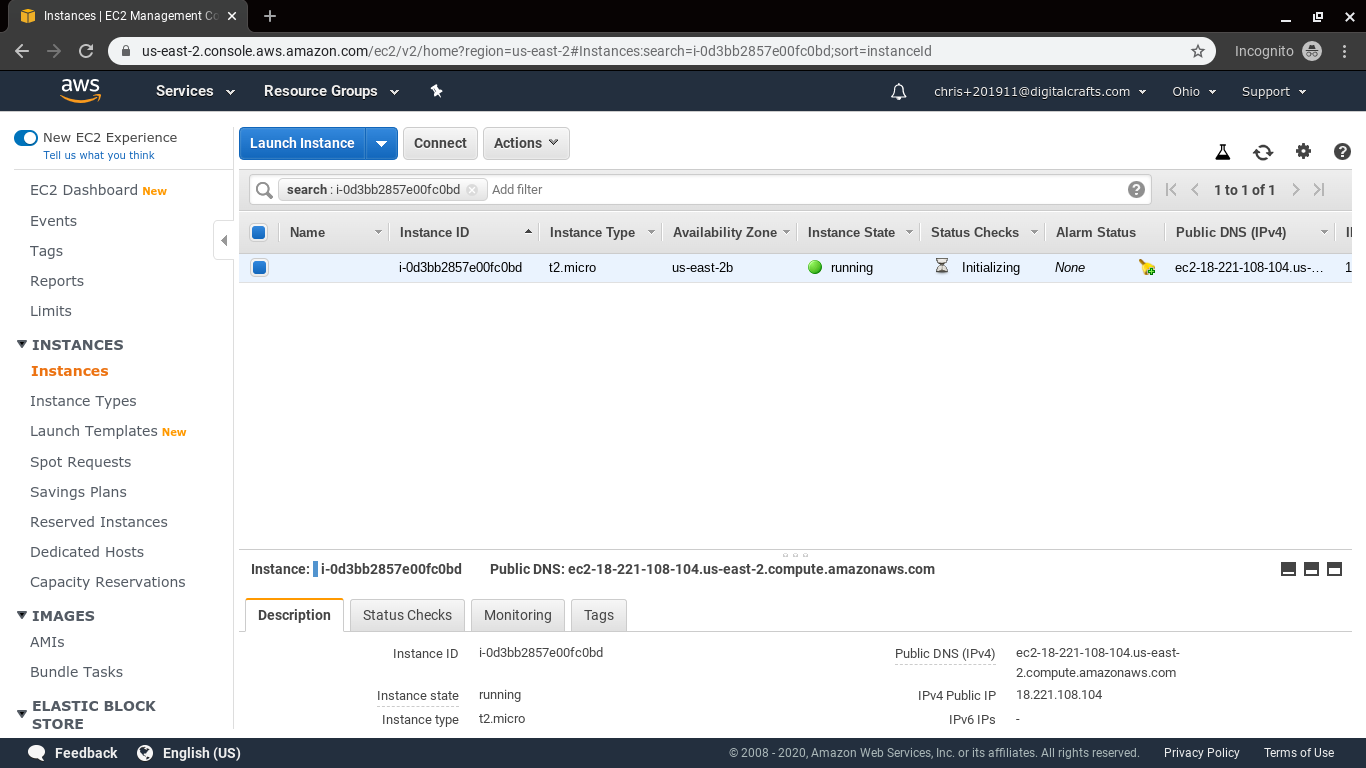 Instances | EC2 Management Co
us-east-2.console.aws.amazon.com/ec2/v2/home?region=us-east-2#Instances:search=i-0d3bb2857e00fc0bd;sort=instanceId
Incognito
aws
Services
Resource Groups
chris+201911@digitalcrafts.com
Ohio
Support
New EC2 Experience
Tell us what you think
EC2 Dashboard New
Events
Tags
Reports
Limits
INSTANCES
Instances
Instance Types
Launch Templates New
Spot Requests
Savings Plans
Reserved Instances
Dedicated Hosts
Capacity Reservations
IMAGES
AMIs
Bundle Tasks
ELASTIC BLOCK
STORE
Launch Instance
Connect
Actions
search : i-0d3bb2857e00fc0bd
Add filter
1 to 1 of 1
Name Instance ID Instance Type Availability Zone Instance State Status Checks Alarm Status Public DNS (IPv4)
i-0d3bb2857e00fc0bd t2.micro us-east-2b running Initializing None ec2-18-221-108-104.us-... 1
Instance: i-0d3bb2857e00fc0bd Public DNS: ec2-18-221-108-104.us-east-2.compute.amazonaws.com
Description
Status Checks
Monitoring
Tags
Instance ID i-0d3bb2857e00fc0bd
Instance state running
Instance type t2.micro
Public DNS (IPv4) ec2-18-221-108-104.us-east-
2.compute.amazonaws.com
IPv4 Public IP 18.221.108.104
IPv6 IPs -
Feedback
English (US)
© 2008 - 2020, Amazon Web Services, Inc. or its affiliates. All rights reserved.
Privacy Policy
Terms of Use